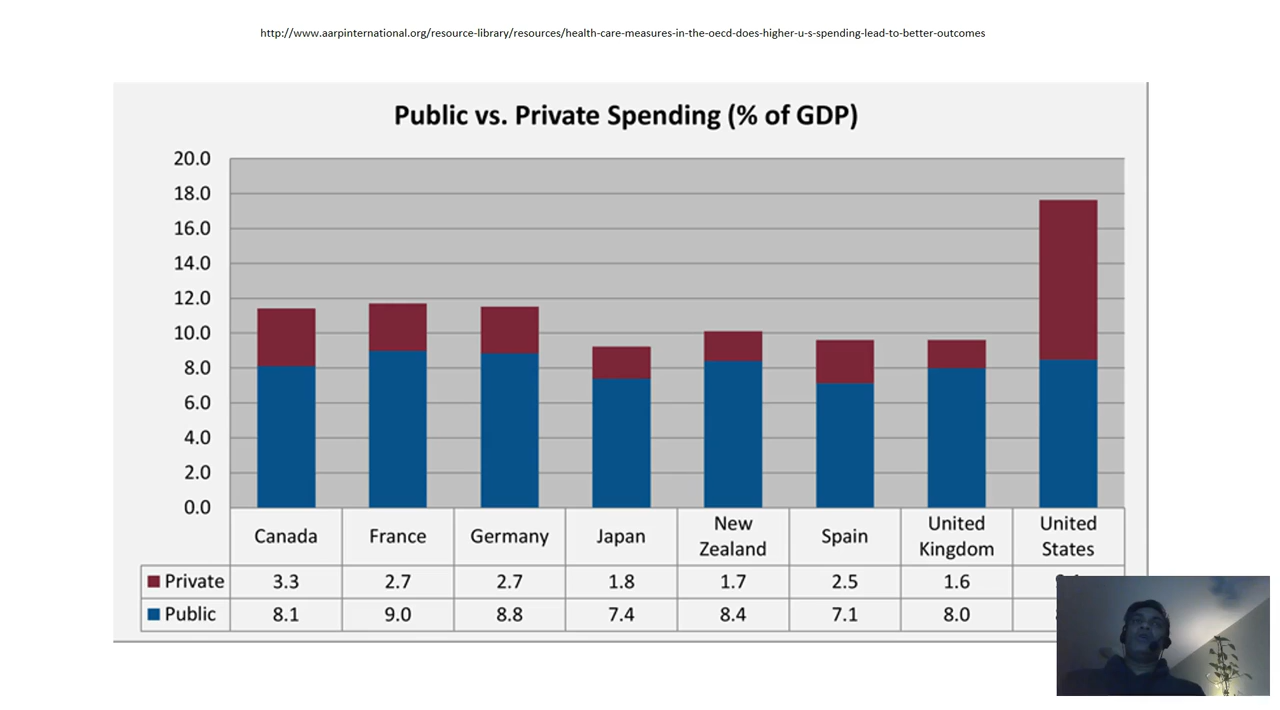 http://www.aarpinternational.org/resource-library/resources/health-care-measures-in-the-oecd-does-higher-u-s-spending-lead-to-better-outcomes
Public vs. Private Spending (% of GDP)
20.0
18.0
16.0
14.0
12.0
10.0
8.0
6.0
4.0
2.0
0.0
Canada France Germany Japan New Zealand Spain United Kingdom United States
Private 3.3 2.7 2.7 1.8 1.7 2.5 1.6
Public 8.1 9.0 8.8 7.4 8.4 7.1 8.0